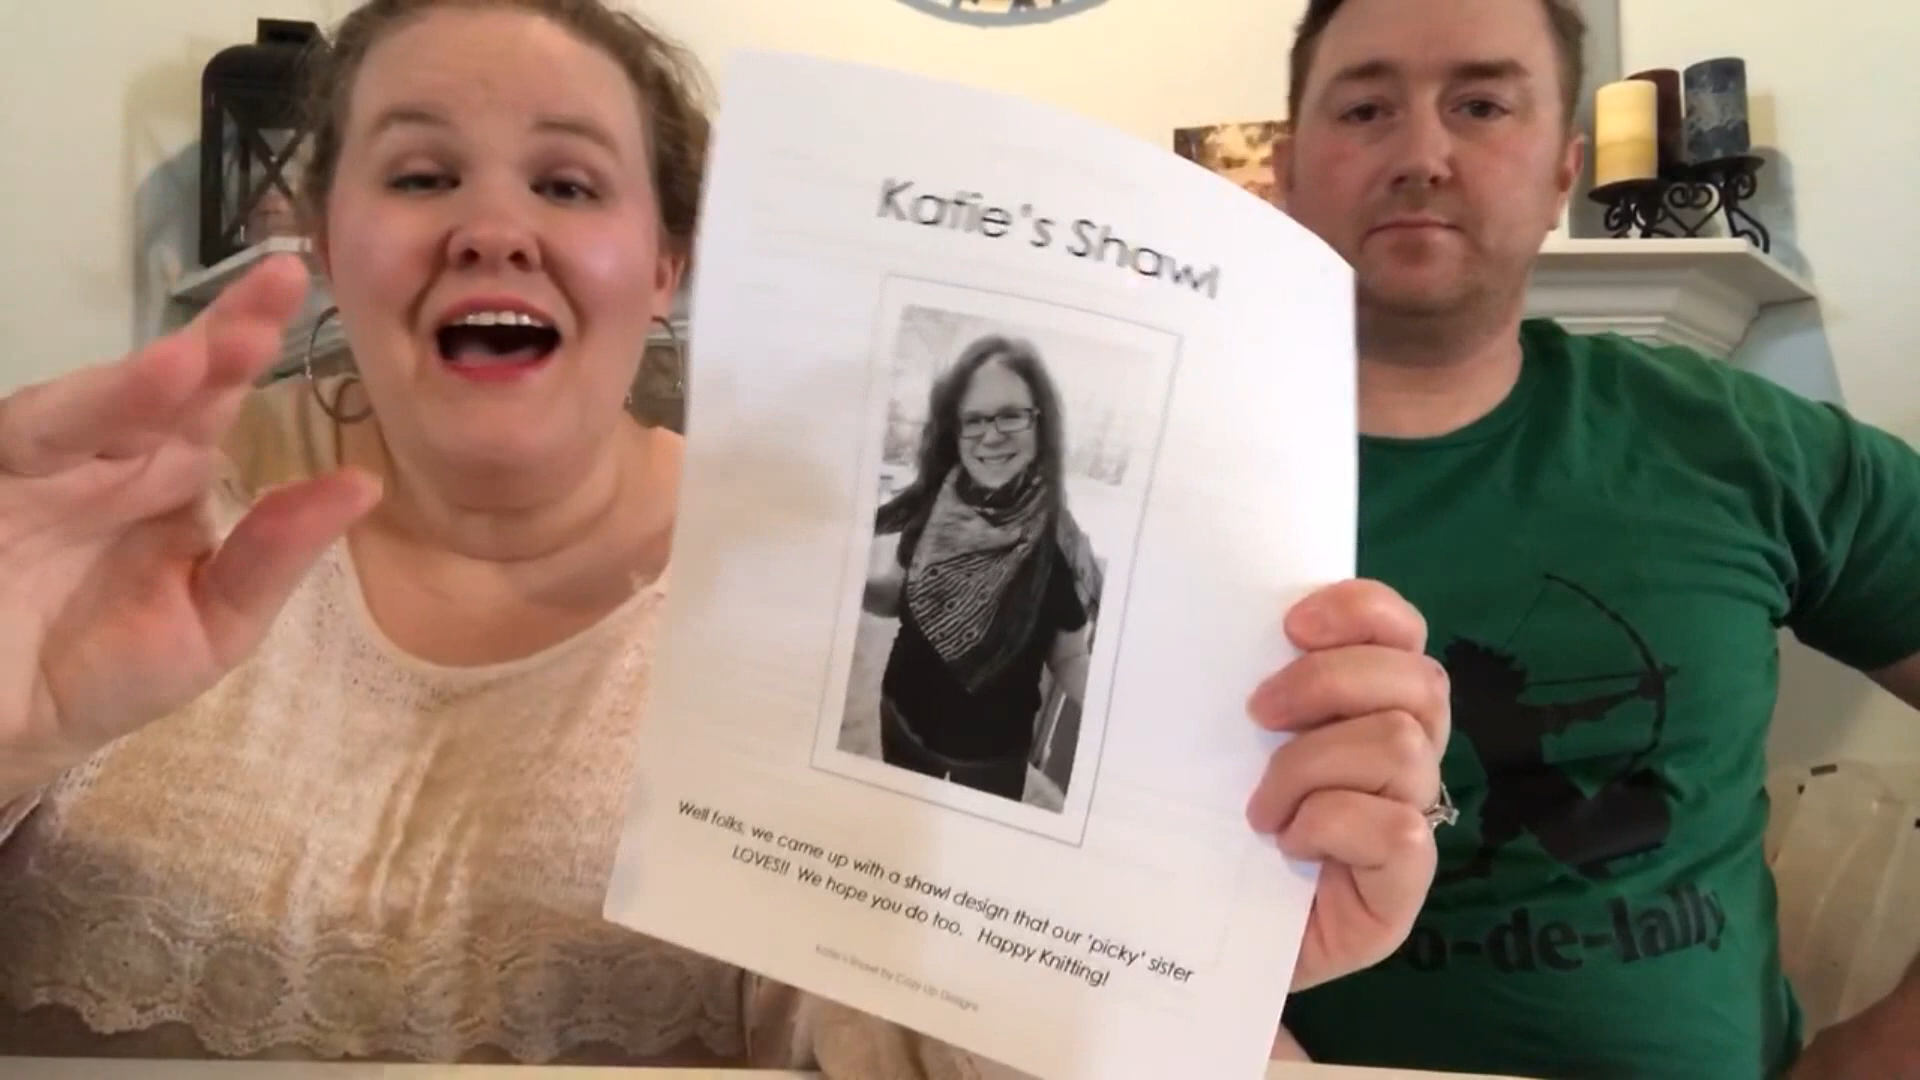 Katie's Shawl
Well folks, we came up with a shawl design that our 'picky' sister
LOVES!! We hope you do too. Happy Knitting!
Katie's Shawl by Cozy Up Designs
o-de-lally